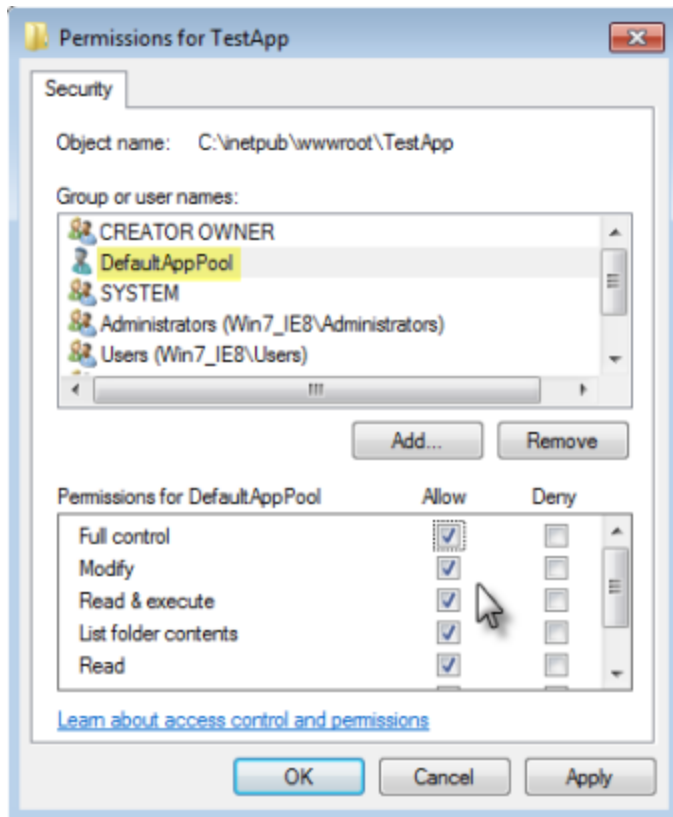 Permissions for TestApp
Security
Object name: C:\inetpub\wwwroot\TestApp
Group or user names:
CREATOR OWNER
DefaultAppPool
SYSTEM
Administrators (Win7_IE8\Administrators)
Users (Win7_IE8\Users)
Add... Remove
Permissions for DefaultAppPool Allow Deny
Full control
Modify
Read & execute
List folder contents
Read
Learn about access control and permissions
OK Cancel Apply